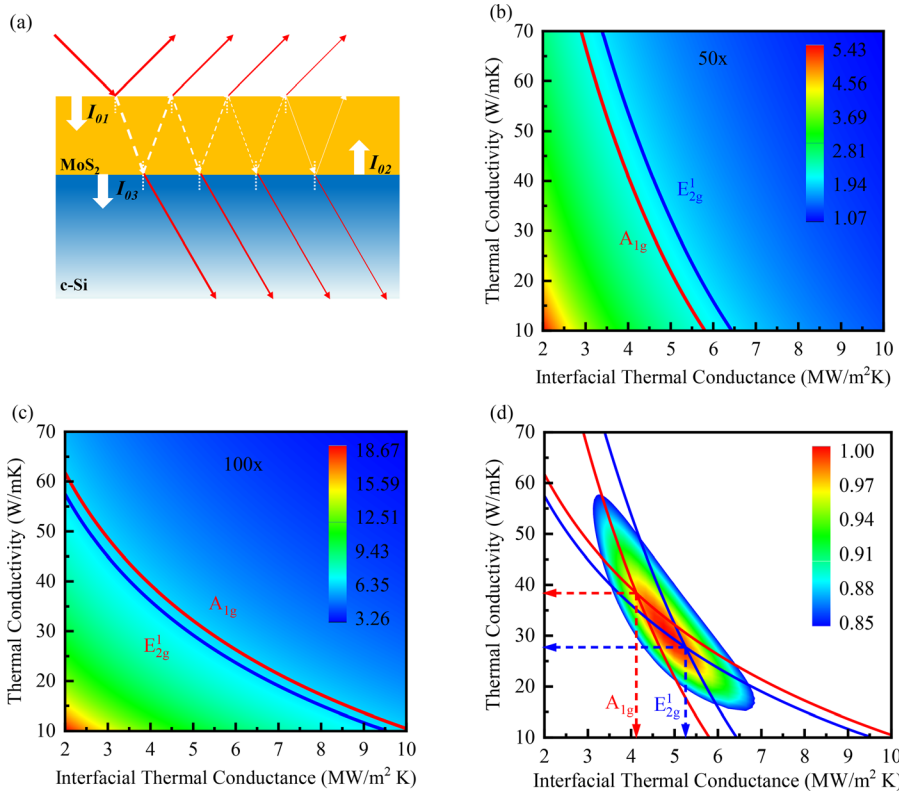 (a)
I01
I02
MoS2
I03
c-Si
(b)
Thermal Conductivity (W/mK)
70
60
50
40
30
20
10
50x
5.43
4.56
3.69
2.81
1.94
1.07
E¹2g
A1g
2 3 4 5 6 7 8 9 10
Interfacial Thermal Conductance (MW/m²K)
(c)
Thermal Conductivity (W/mK)
70
60
50
40
30
20
10
100x
18.67
15.59
12.51
9.43
6.35
3.26
A1g
E¹2g
2 3 4 5 6 7 8 9 10
Interfacial Thermal Conductance (MW/m² K)
(d)
Thermal Conductivity (W/mK)
70
60
50
40
30
20
10
1.00
0.97
0.94
0.91
0.88
0.85
A1g
E¹2g
2 3 4 5 6 7 8 9 10
Interfacial Thermal Conductance (MW/m² K)